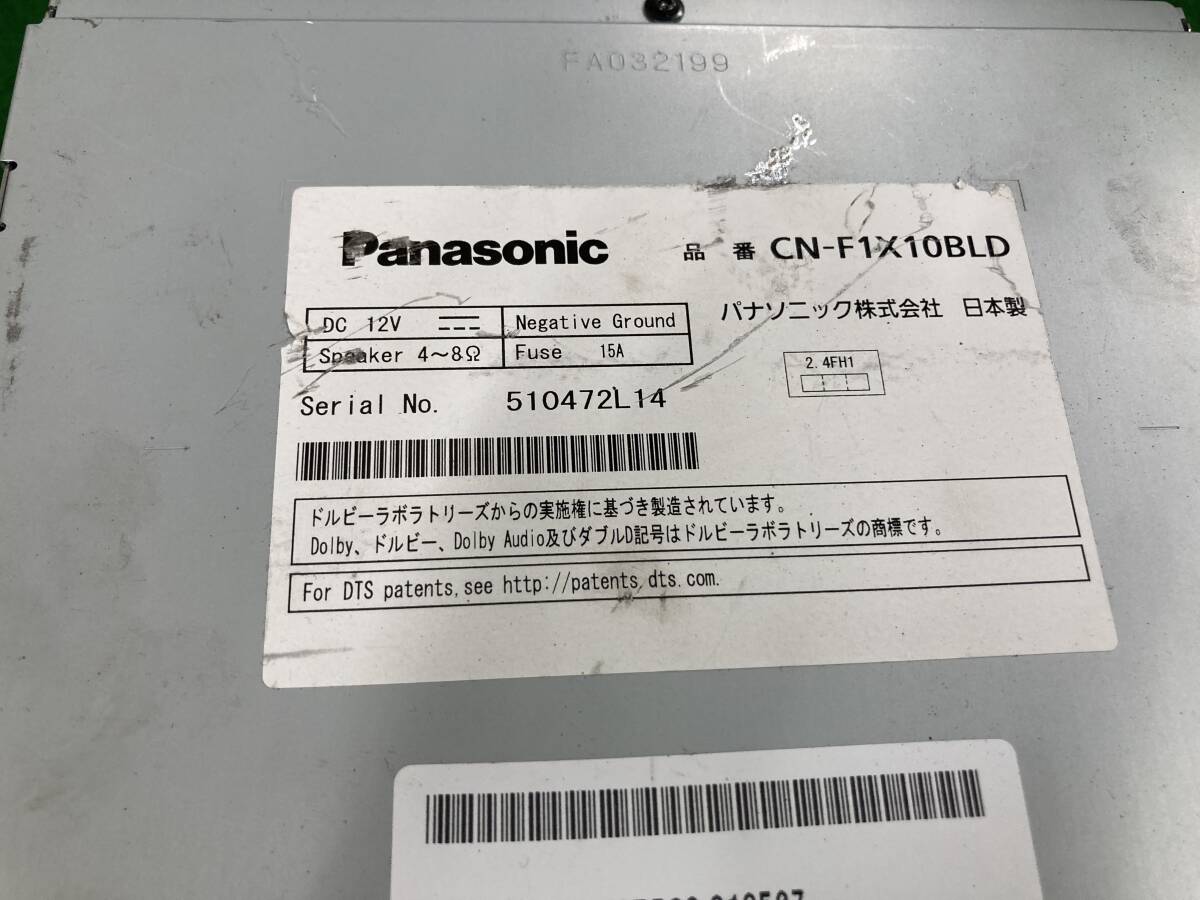 FA032199
Panasonic 品 番 CN-F1X10BLD
パナソニック株式会社 日本製
DC 12V Negative Ground
Speaker 4〜8Ω Fuse 15A
2.4FH1
Serial No. 510472L14
ドルビーラボラトリーズからの実施権に基づき製造されています。
Dolby、ドルビー、Dolby Audio及びダブルD記号はドルビーラボラトリーズの商標です。
For DTS patents, see http://patents.dts.com.